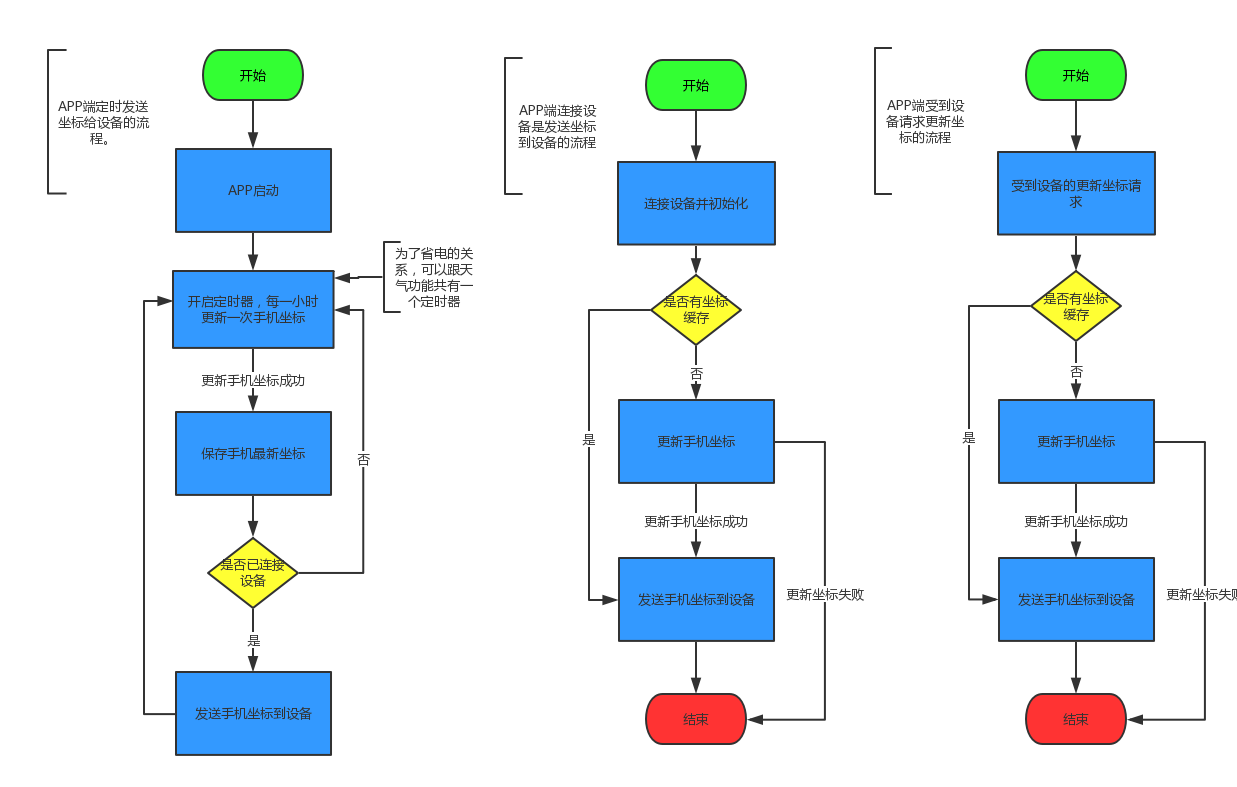 APP端定时发送
坐标给设备的流
程。
开始
APP启动
为了省电的关
系，可以跟天
气功能共有一
个定时器
开启定时器，每一小时
更新一次手机坐标
更新手机坐标成功
保存手机最新坐标
否
是否已连接
设备
是
发送手机坐标到设备
APP端连接设
备是发送坐标
到设备的流程
开始
连接设备并初始化
是否有坐标
缓存
否
是
更新手机坐标
更新手机坐标成功
更新坐标失败
发送手机坐标到设备
结束
APP端受到设
备请求更新坐
标的流程
开始
受到设备的更新坐标请
求
是否有坐标
缓存
否
是
更新手机坐标
更新手机坐标成功
更新坐标失
发送手机坐标到设备
结束